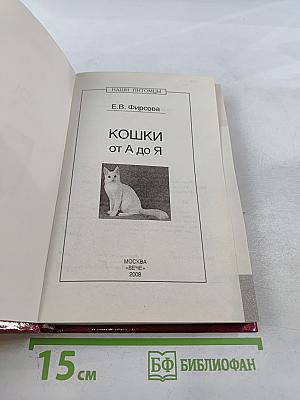 НАШИ ПИТОМЦЫ
Е.В. Фирсова
КОШКИ
от А до Я
МОСКВА
«ВЕЧЕ»
2008
15 см
БФ БИБЛИОФАН